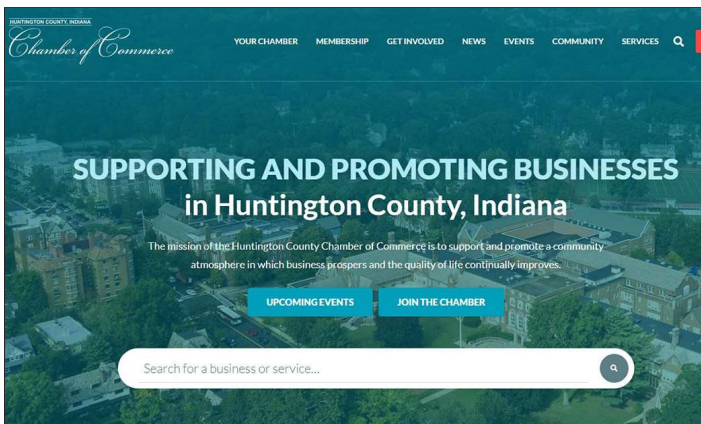 HUNTINGTON COUNTY, INDIANA
Chamber of Commerce
YOUR CHAMBER MEMBERSHIP GET INVOLVED NEWS EVENTS COMMUNITY SERVICES
SUPPORTING AND PROMOTING BUSINESSES
in Huntington County, Indiana
The mission of the Huntington County Chamber of Commerce is to support and promote a community
atmosphere in which business prospers and the quality of life continually improves.
UPCOMING EVENTS JOIN THE CHAMBER
Search for a business or service...